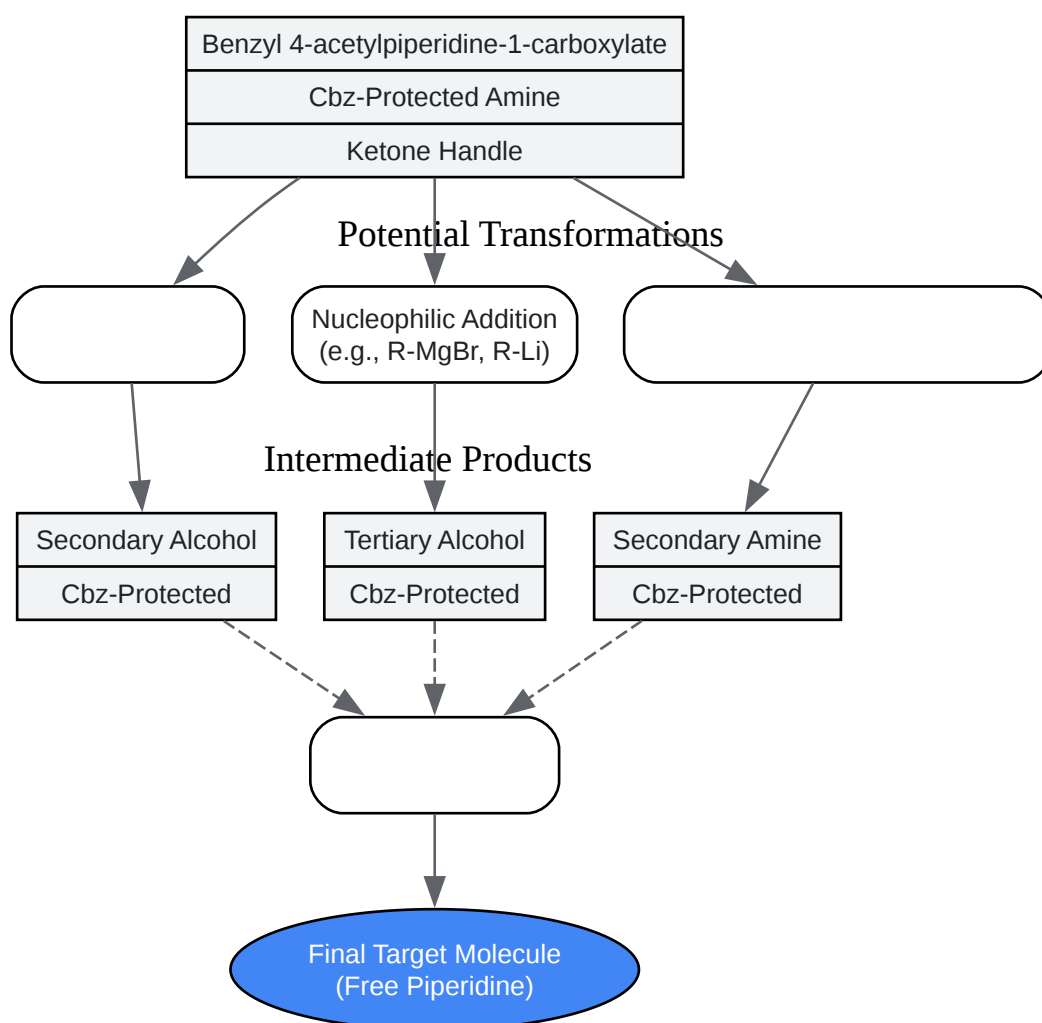 Benzyl 4-acetylpiperidine-1-carboxylate
Cbz-Protected Amine
Ketone Handle
Potential Transformations
Nucleophilic Addition
(e.g., R-MgBr, R-Li)
Intermediate Products
Secondary Alcohol
Cbz-Protected
Tertiary Alcohol
Cbz-Protected
Secondary Amine
Cbz-Protected
Final Target Molecule
(Free Piperidine)